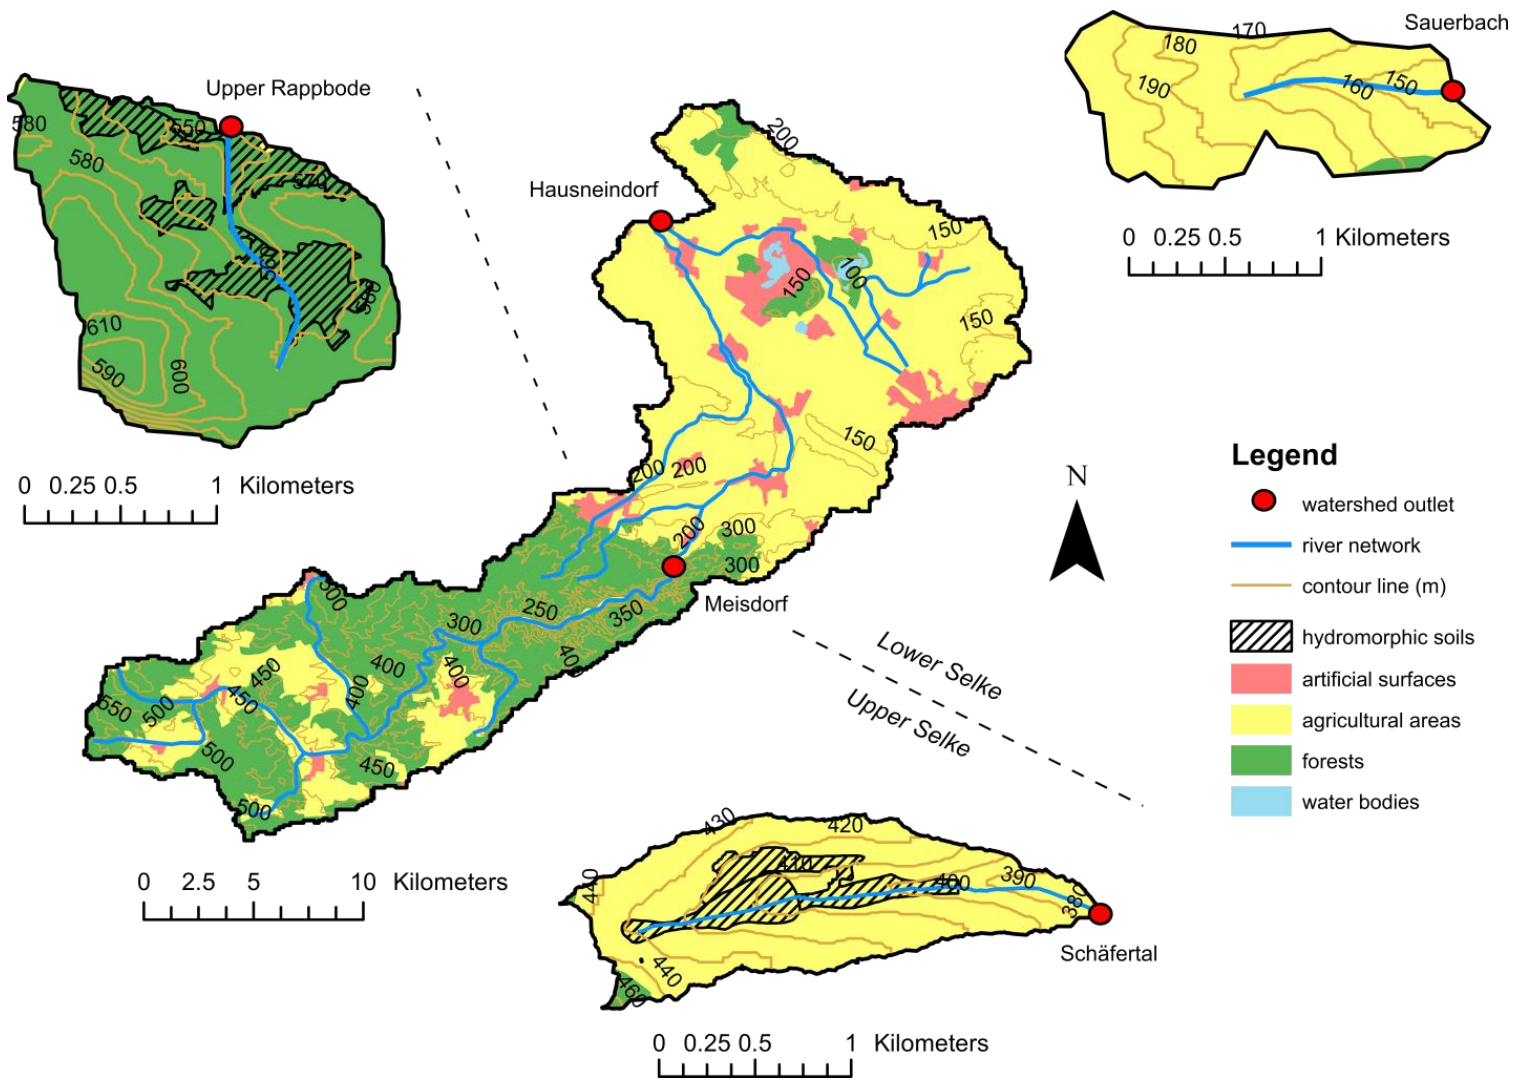 Sauerbach
170
180
190
160
150
0 0.25 0.5 1 Kilometers
Upper Rappbode
580
550
580
570
560
610
590
600
0 0.25 0.5 1 Kilometers
Hausneindorf
200
150
150
100
150
150
200
200
200
300
300
Meisdorf
500
300
250
350
400
400
400
400
450
450
550
500
500
450
500
0 2.5 5 10 Kilometers
Lower Selke
Upper Selke
N
Legend
watershed outlet
river network
contour line (m)
hydromorphic soils
artificial surfaces
agricultural areas
forests
water bodies
430
420
410
440
400
390
380
440
460
Schäfertal
0 0.25 0.5 1 Kilometers